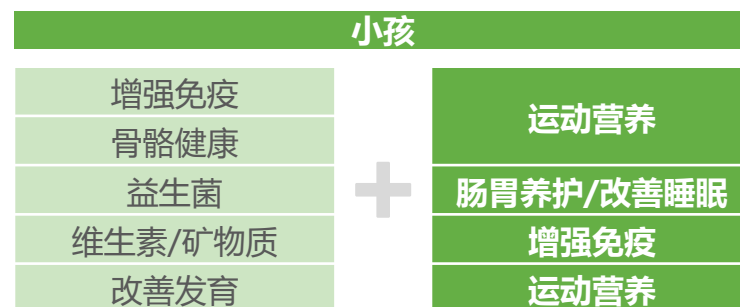 小孩
增强免疫
骨骼健康
益生菌
维生素/矿物质
改善发育
运动营养
肠胃养护/改善睡眠
增强免疫
运动营养